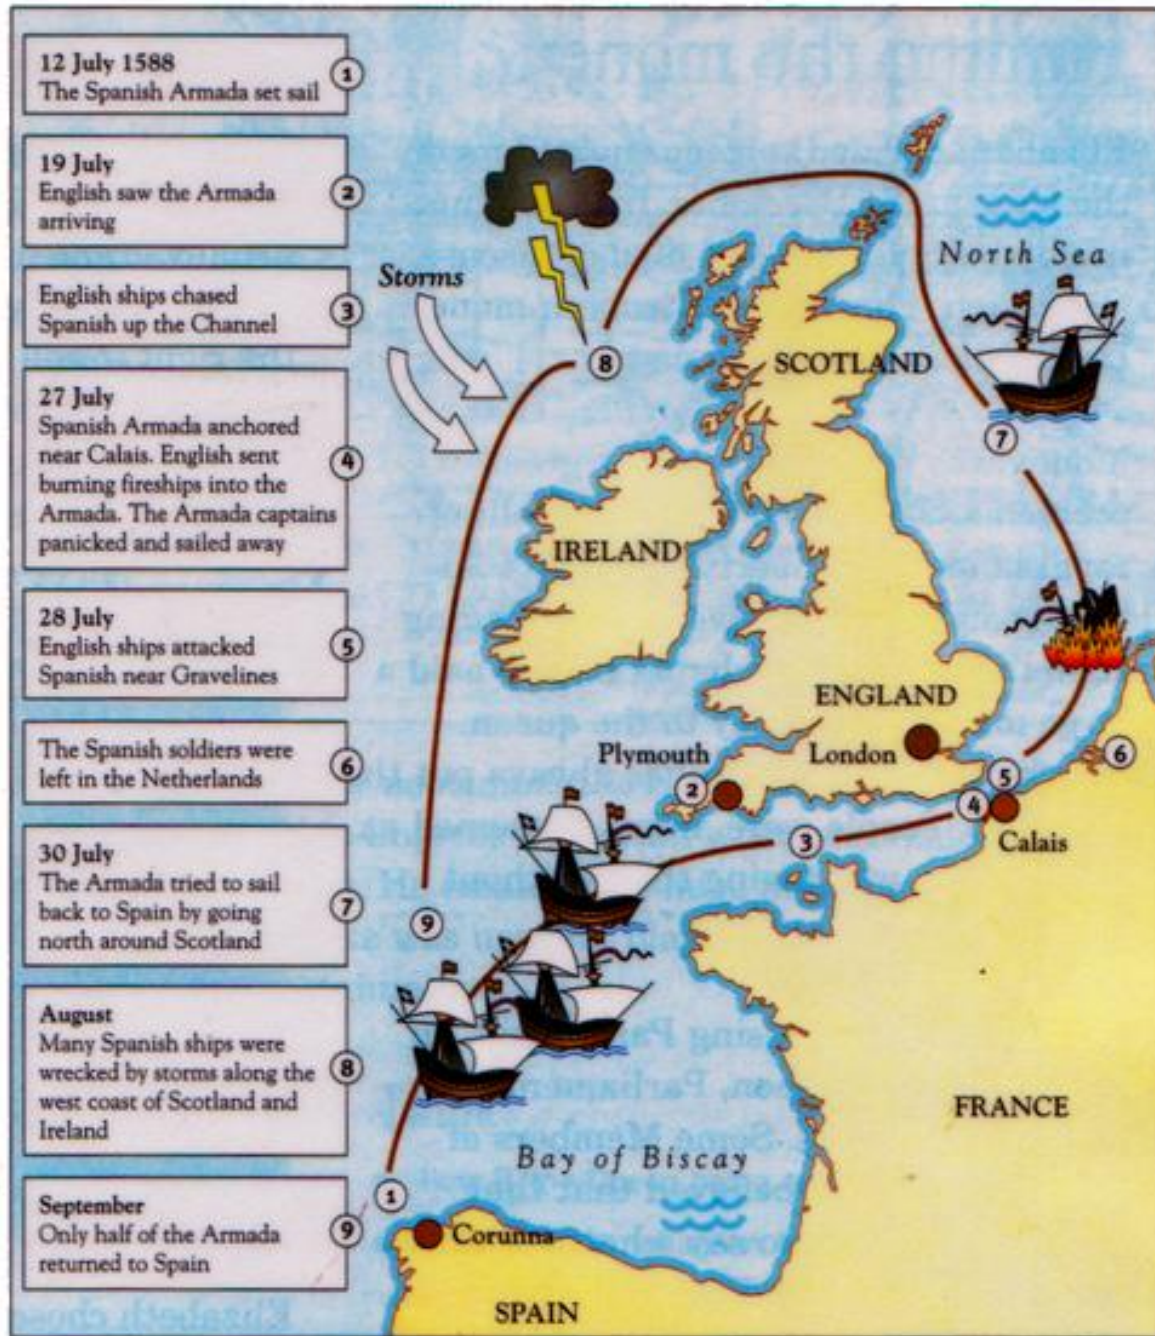 12 July 1588
The Spanish Armada set sail
1
19 July
English saw the Armada
arriving
2
English ships chased
Spanish up the Channel
3
27 July
Spanish Armada anchored
near Calais. English sent
burning fireships into the
Armada. The Armada captains
panicked and sailed away
4
28 July
English ships attacked
Spanish near Gravelines
5
The Spanish soldiers were
left in the Netherlands
6
30 July
The Armada tried to sail
back to Spain by going
north around Scotland
7
August
Many Spanish ships were
wrecked by storms along the
west coast of Scotland and
Ireland
8
September
Only half of the Armada
returned to Spain
9
Storms
North Sea
8
SCOTLAND
7
IRELAND
ENGLAND
Plymouth
London
2
5
6
4
Calais
3
9
FRANCE
Bay of Biscay
1
Corunna
SPAIN